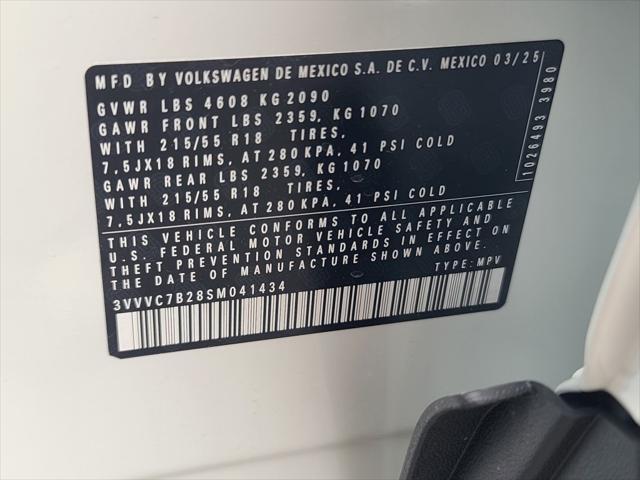 MFD BY VOLKSWAGEN DE MEXICO S.A. DE C.V. MEXICO 03/25
GVWR LBS 4608 KG 2090
GAWR FRONT LBS 2359, KG 1070
WITH 215/55 R18 TIRES.
7,5JX18 RIMS, AT 280 KPA, 41 PSI COLD
GAWR REAR LBS 2359, KG 1070
WITH 215/55 R18 TIRES.
7,5JX18 RIMS, AT 280 KPA, 41 PSI COLD
THIS VEHICLE CONFORMS TO ALL APPLICABLE
U.S. FEDERAL MOTOR VEHICLE SAFETY AND
THEFT PREVENTION STANDARDS IN EFFECT ON
THE DATE OF MANUFACTURE SHOWN ABOVE.
TYPE: MPV
3VVVC7B28SM041434
1026493 3980